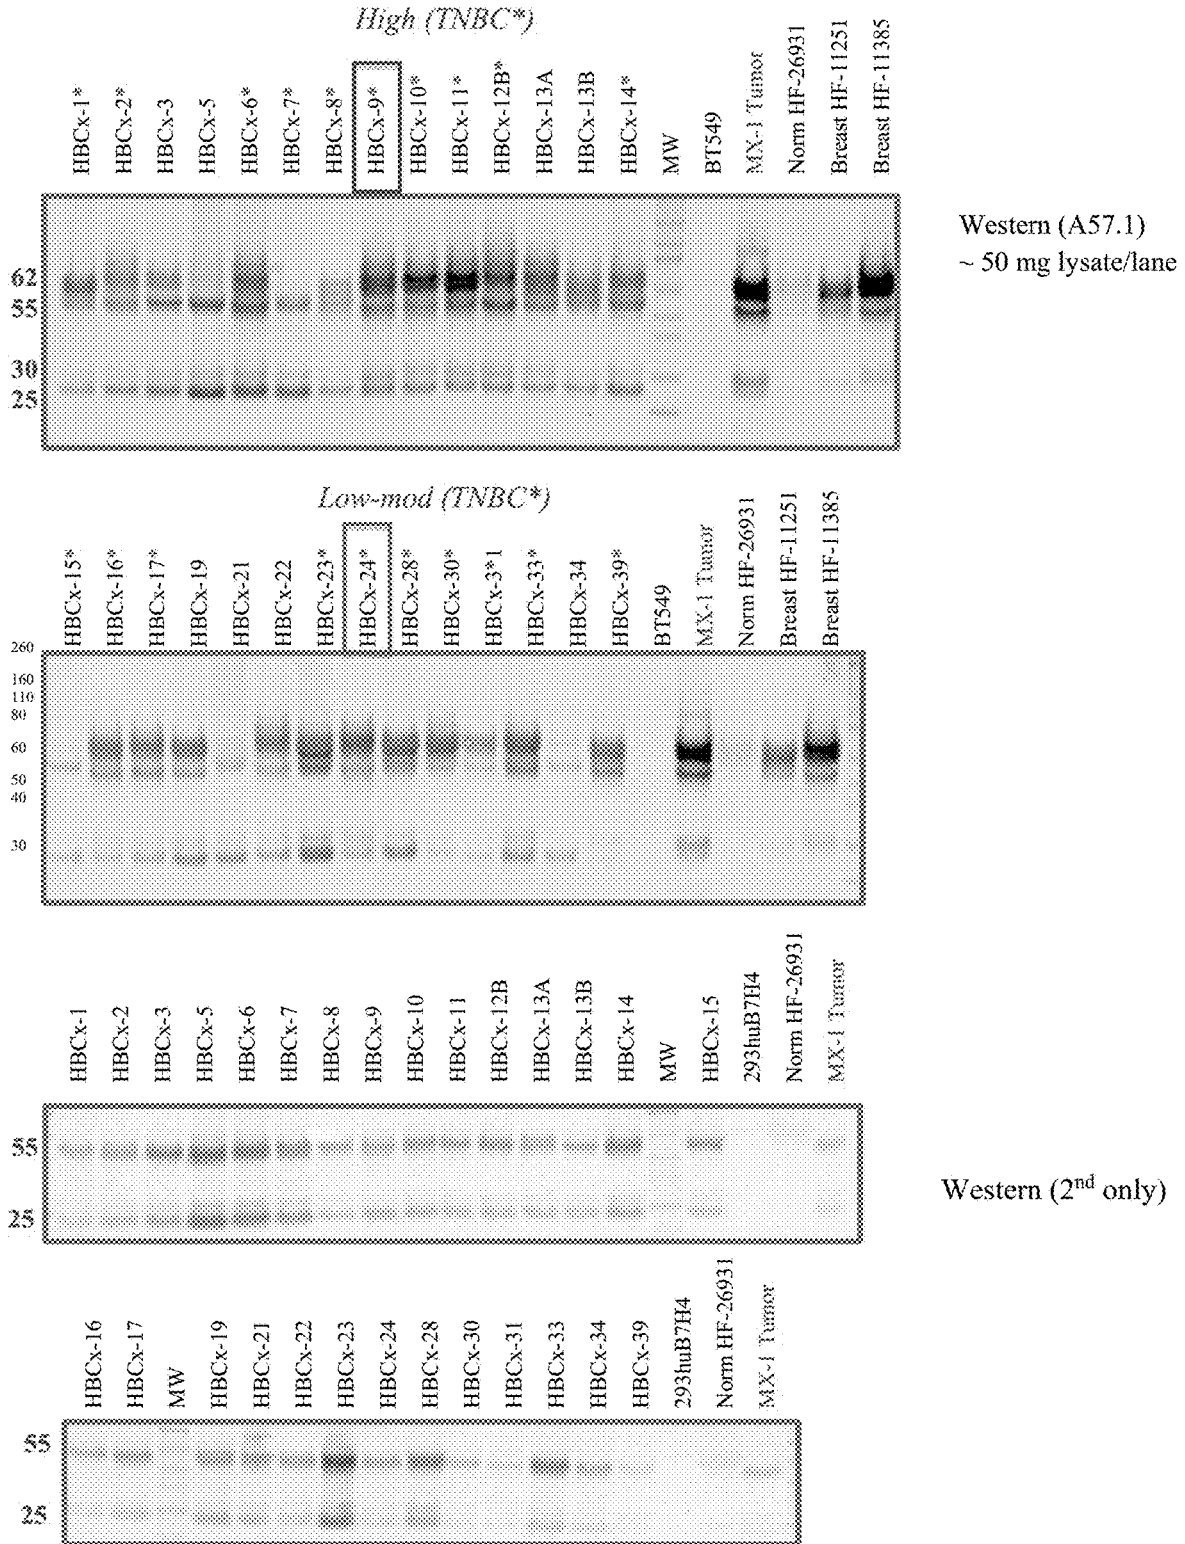 High (TNBC*)
HBCx-1*
HBCx-2*
HBCx-3
HBCx-5
HBCx-6*
HBCx-7*
HBCx-8*
HBCx-9*
HBCx-10*
HBCx-11*
HBCx-12B*
HBCx-13A
HBCx-13B
HBCx-14*
MW
BT549
MX-1 Tumor
Norm HF-26931
Breast HF-11251
Breast HF-11385
62
55
30
25
Western (A57.1)
~ 50 mg lysate/lane
Low-mod (TNBC*)
HBCx-15*
HBCx-16*
HBCx-17*
HBCx-19
HBCx-21
HBCx-22
HBCx-23*
HBCx-24*
HBCx-28*
HBCx-30*
HBCx-3*1
HBCx-33*
HBCx-34
HBCx-39*
BT549
MX-1 Tumor
Norm HF-26931
Breast HF-11251
Breast HF-11385
260
160
110
80
60
50
40
30
HBCx-1
HBCx-2
HBCx-3
HBCx-5
HBCx-6
HBCx-7
HBCx-8
HBCx-9
HBCx-10
HBCx-11
HBCx-12B
HBCx-13A
HBCx-13B
HBCx-14
MW
HBCx-15
293huB7H4
Norm HF-26931
MX-1 Tumor
55
25
Western (2nd only)
HBCx-16
HBCx-17
MW
HBCx-19
HBCx-21
HBCx-22
HBCx-23
HBCx-24
HBCx-28
HBCx-30
HBCx-31
HBCx-33
HBCx-34
HBCx-39
293huB7H4
Norm HF-26931
MX-1 Tumor
55
25